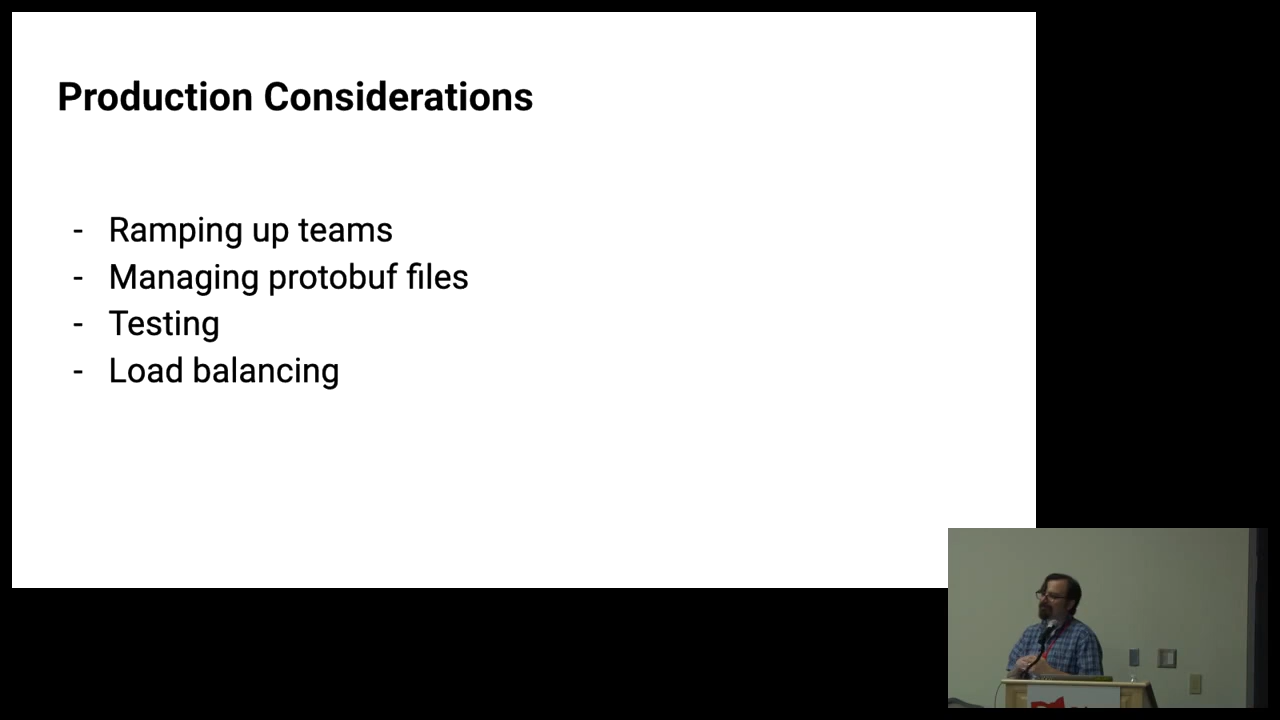 Production Considerations
- Ramping up teams
- Managing protobuf files
- Testing
- Load balancing